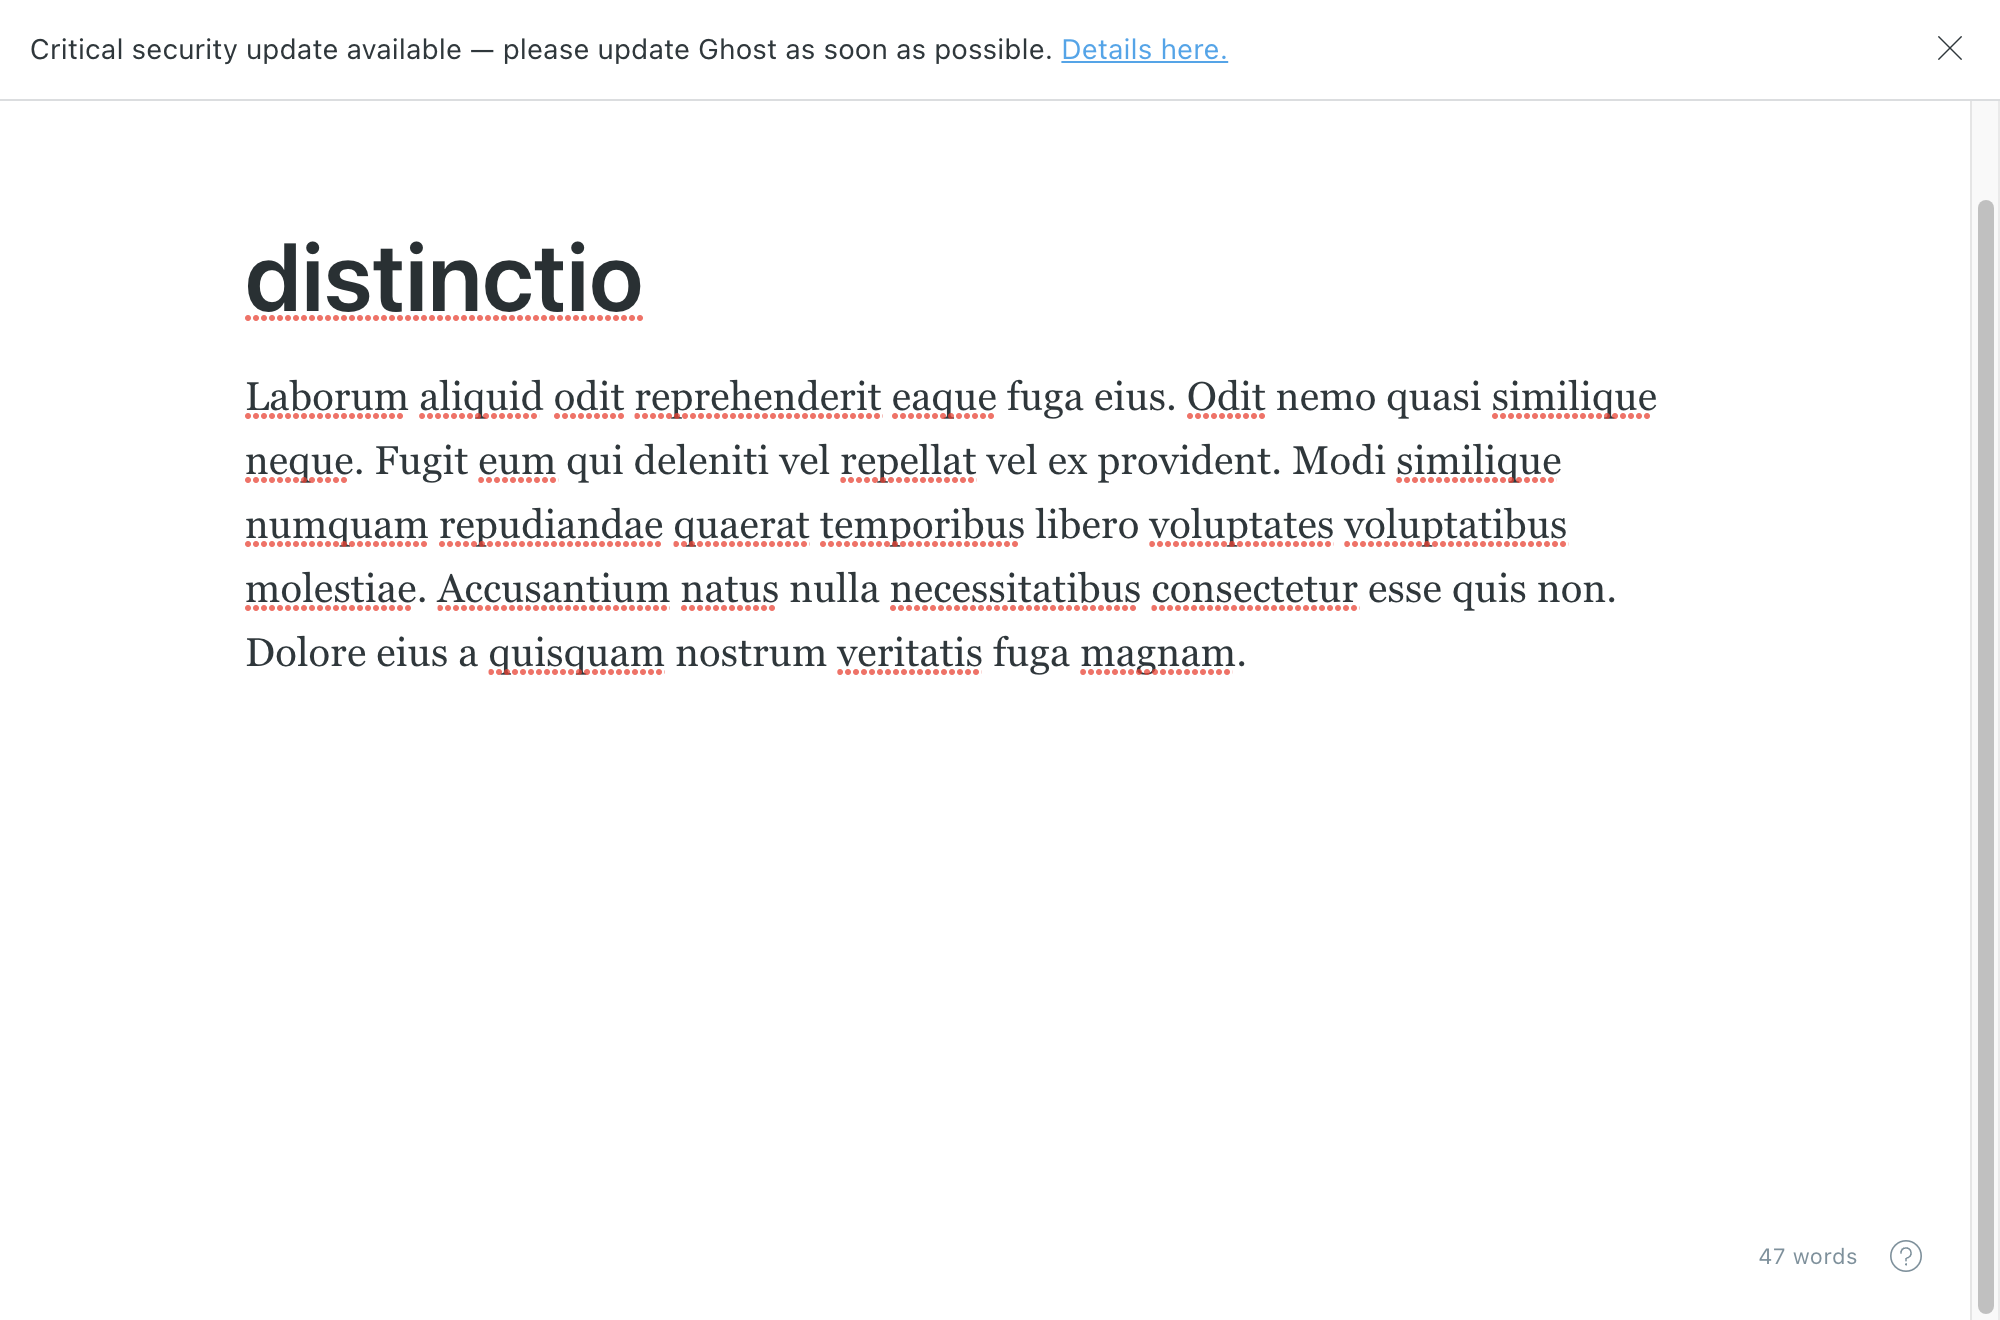 Critical security update available — please update Ghost as soon as possible. Details here.
distinctio
Laborum aliquid odit reprehenderit eaque fuga eius. Odit nemo quasi similique
neque. Fugit eum qui deleniti vel repellat vel ex provident. Modi similique
numquam repudiandae quaerat temporibus libero voluptates voluptatibus
molestiae. Accusantium natus nulla necessitatibus consectetur esse quis non.
Dolore eius a quisquam nostrum veritatis fuga magnam.
47 words ?